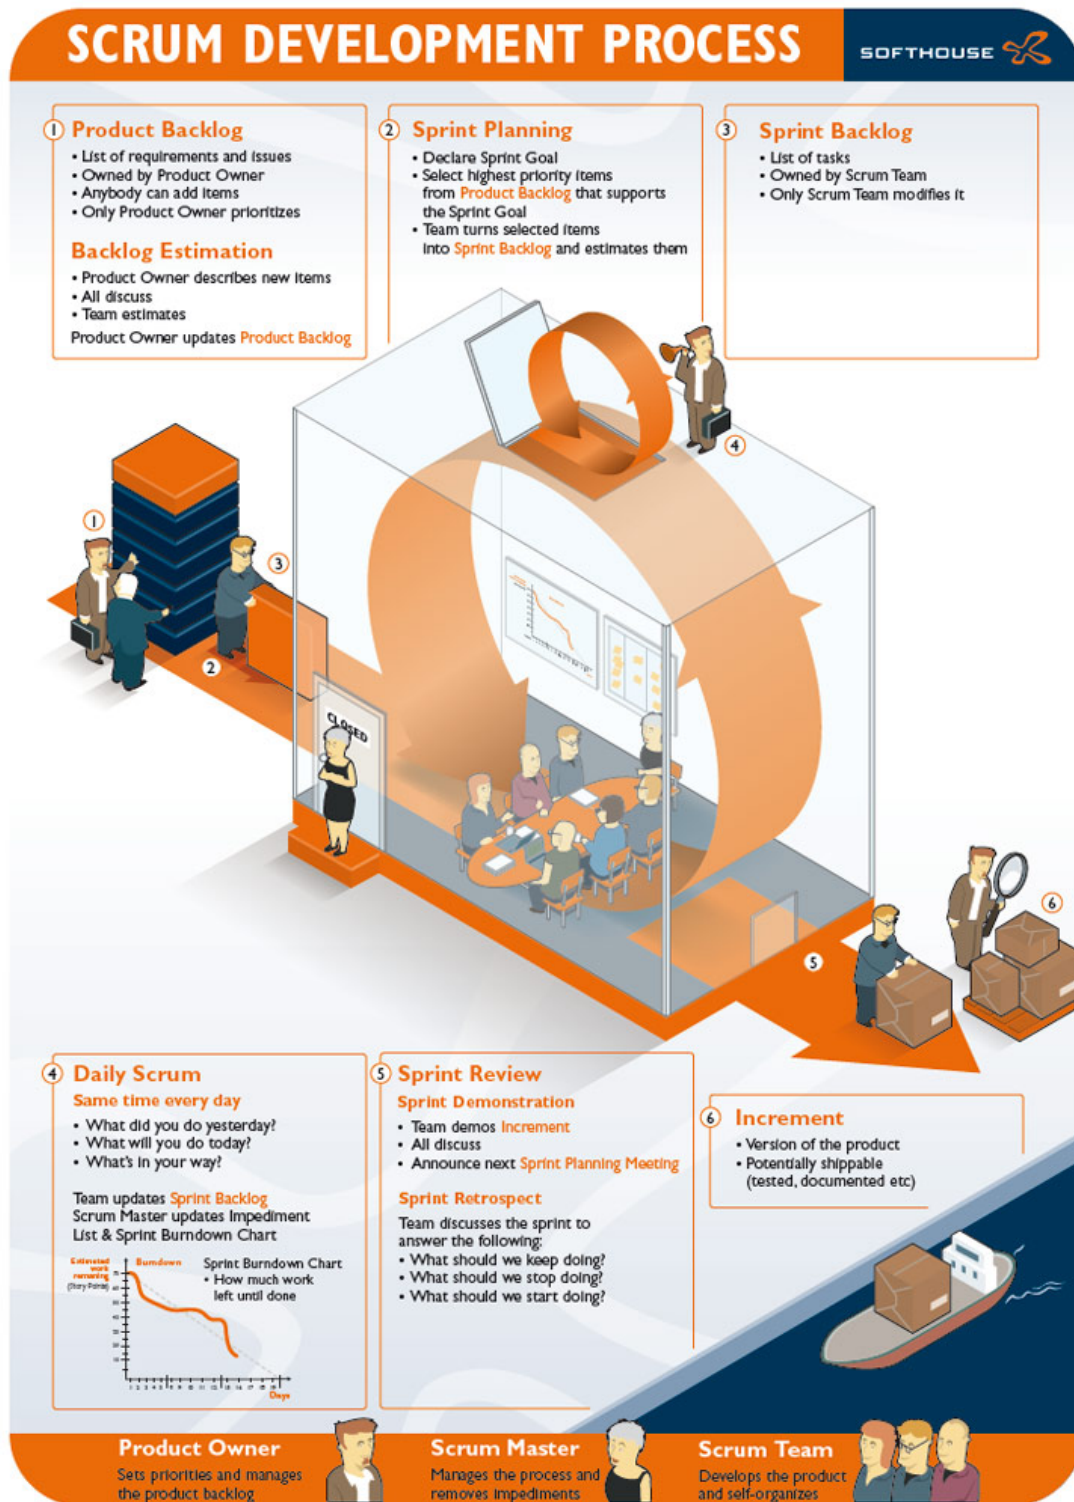 SCRUM DEVELOPMENT PROCESS
SOFTHOUSE
1 Product Backlog
• List of requirements and issues
• Owned by Product Owner
• Anybody can add items
• Only Product Owner prioritizes
Backlog Estimation
• Product Owner describes new items
• All discuss
• Team estimates
Product Owner updates Product Backlog
2 Sprint Planning
• Declare Sprint Goal
• Select highest priority items
from Product Backlog that supports
the Sprint Goal
• Team turns selected items
into Sprint Backlog and estimates them
3 Sprint Backlog
• List of tasks
• Owned by Scrum Team
• Only Scrum Team modifies it
4
1
3
2
CLOSED
6
5
4 Daily Scrum
Same time every day
• What did you do yesterday?
• What will you do today?
• What's in your way?
Team updates Sprint Backlog
Scrum Master updates Impediment
List & Sprint Burndown Chart
Estimated
work
remaining
(Story Points)
Burndown
Sprint Burndown Chart
• How much work
left until done
Days
5 Sprint Review
Sprint Demonstration
• Team demos Increment
• All discuss
• Announce next Sprint Planning Meeting
Sprint Retrospect
Team discusses the sprint to
answer the following:
• What should we keep doing?
• What should we stop doing?
• What should we start doing?
6 Increment
• Version of the product
• Potentially shippable
(tested, documented etc)
Product Owner
Sets priorities and manages
the product backlog
Scrum Master
Manages the process and
removes impediments
Scrum Team
Develops the product
and self-organizes